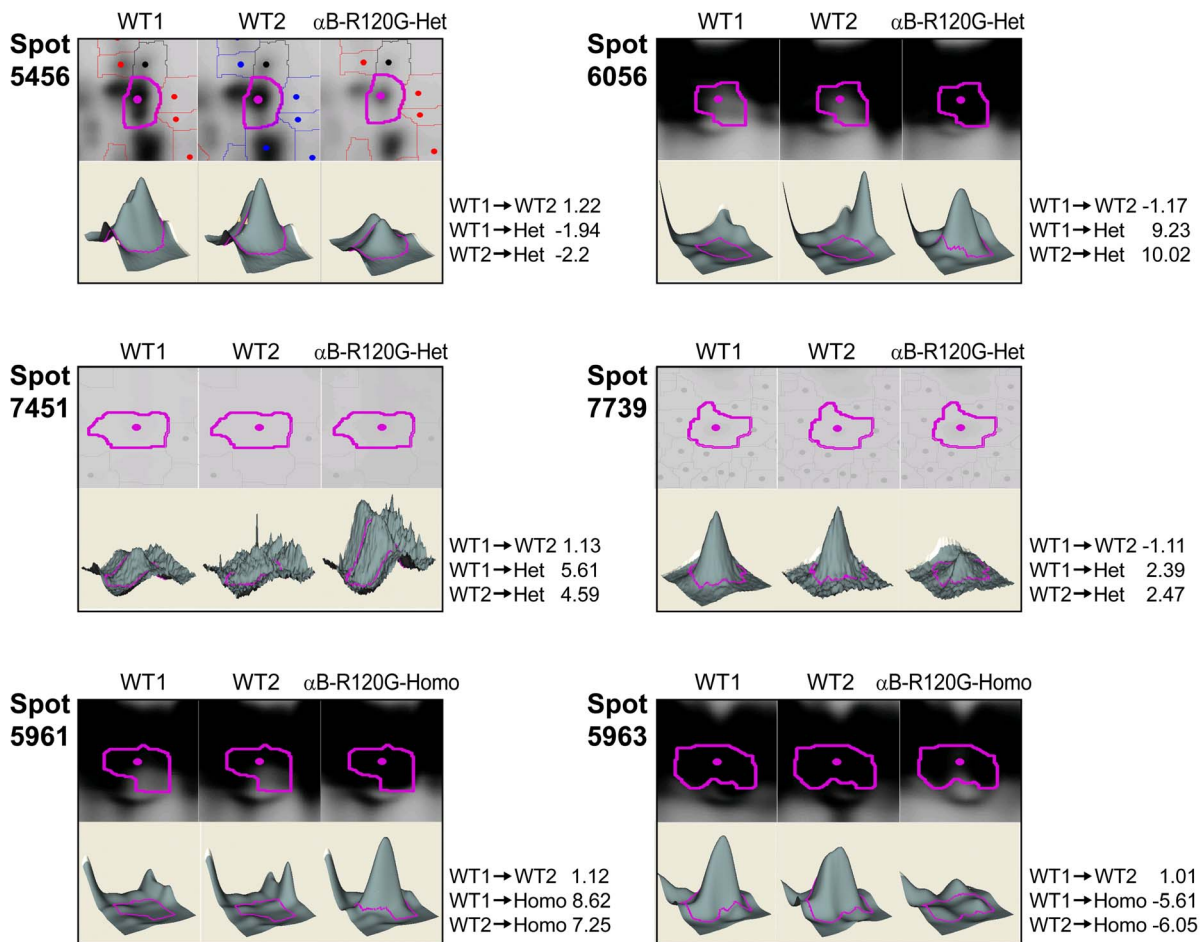 WT1 WT2 αB-R120G-Het
Spot
5456
WT1→WT2 1.22
WT1→Het -1.94
WT2→Het -2.2
WT1 WT2 αB-R120G-Het
Spot
6056
WT1→WT2 -1.17
WT1→Het 9.23
WT2→Het 10.02
WT1 WT2 αB-R120G-Het
Spot
7451
WT1→WT2 1.13
WT1→Het 5.61
WT2→Het 4.59
WT1 WT2 αB-R120G-Het
Spot
7739
WT1→WT2 -1.11
WT1→Het 2.39
WT2→Het 2.47
WT1 WT2 αB-R120G-Homo
Spot
5961
WT1→WT2 1.12
WT1→Homo 8.62
WT2→Homo 7.25
WT1 WT2 αB-R120G-Homo
Spot
5963
WT1→WT2 1.01
WT1→Homo -5.61
WT2→Homo -6.05